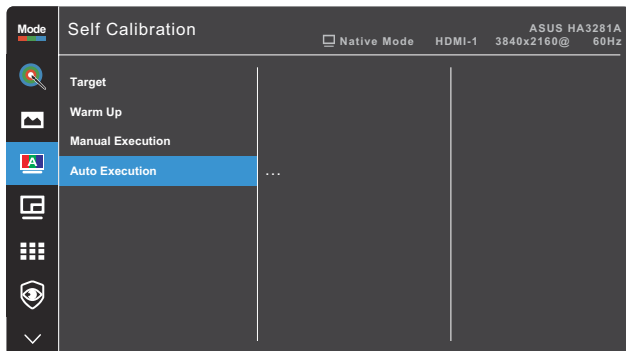 Mode
Self Calibration
ASUS HA3281A
Native Mode HDMI-1 3840x2160@ 60Hz
Target
Warm Up
Manual Execution
A
Auto Execution ...